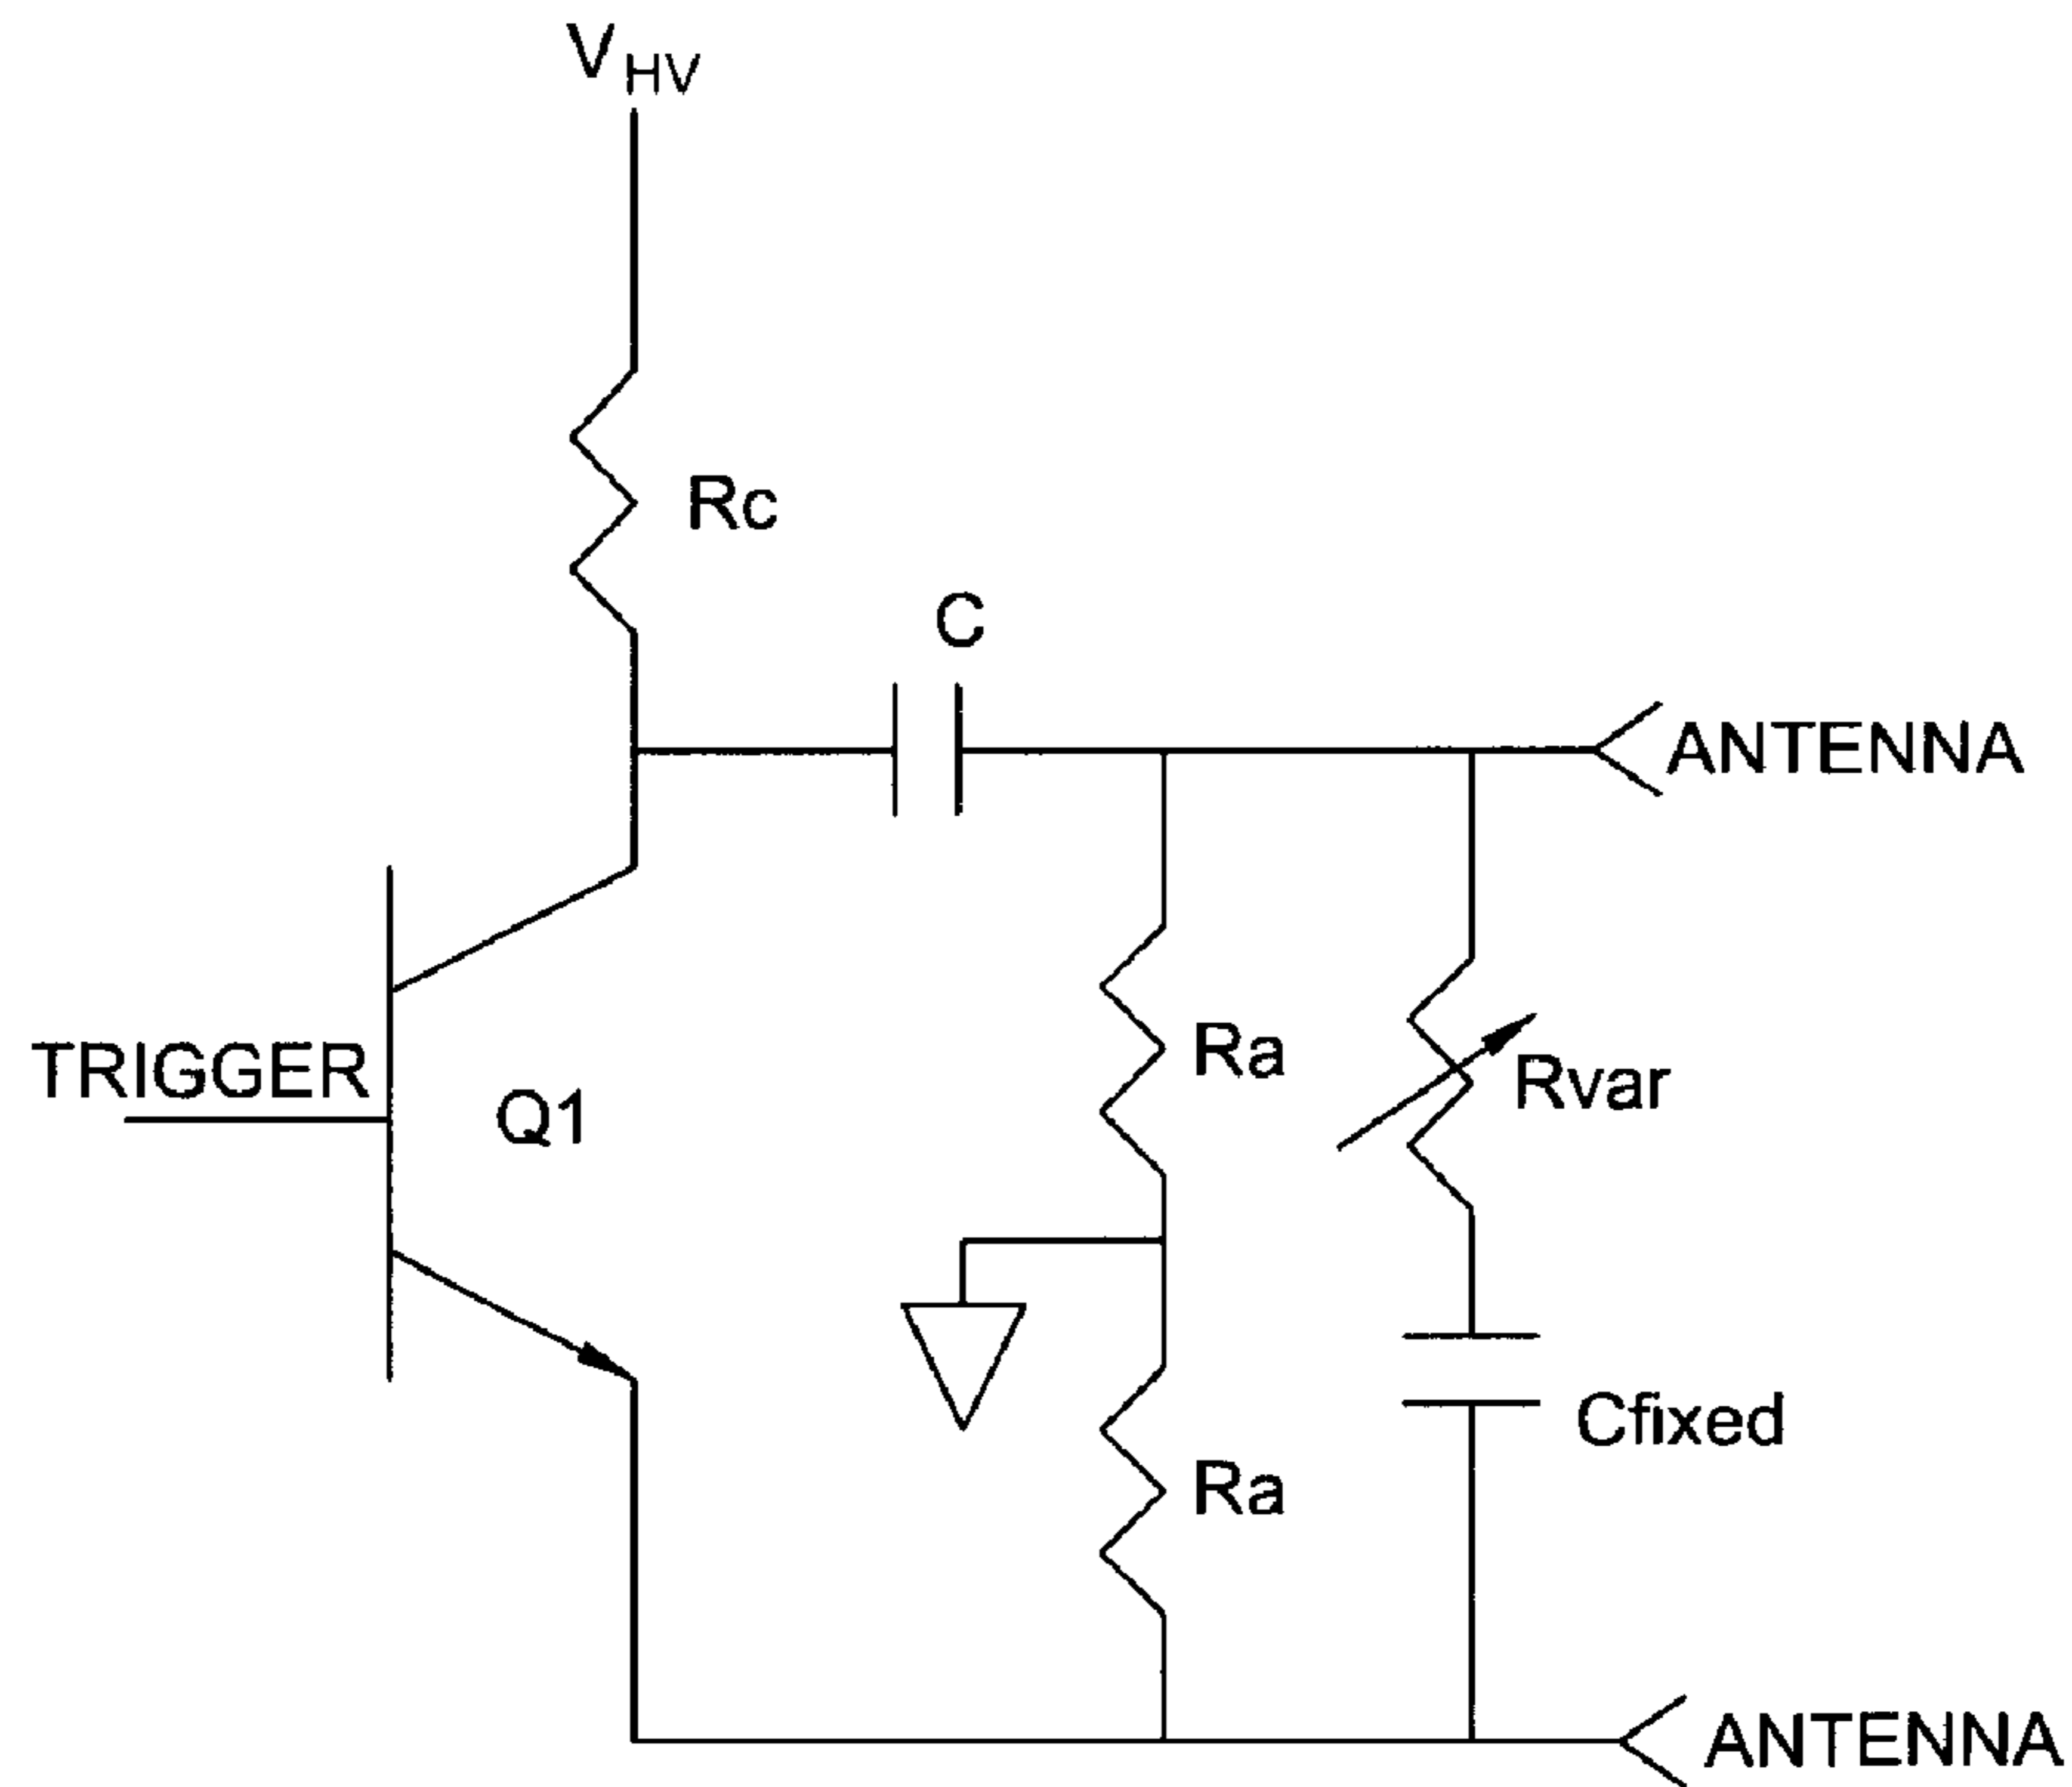 VHV
Rc
C
ANTENNA
TRIGGER
Q1
Ra
Rvar
Cfixed
Ra
ANTENNA